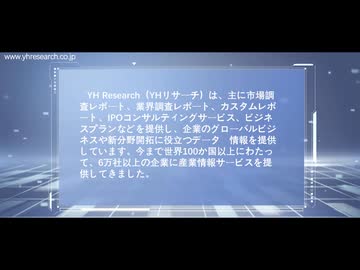 www.yhresearch.co.jp
YH Research（YHリサーチ）は、主に市場調
査レポート、業界調査レポート、カスタムレポ
ート、IPOコンサルティングサービス、ビジネ
スプランなどを提供し、企業のグローバルビジ
ネスや新分野開拓に役立つデータ　情報を提供
しています。今まで世界100か国以上にわたっ
て、6万社以上の企業に産業情報サービスを提
供してきました。